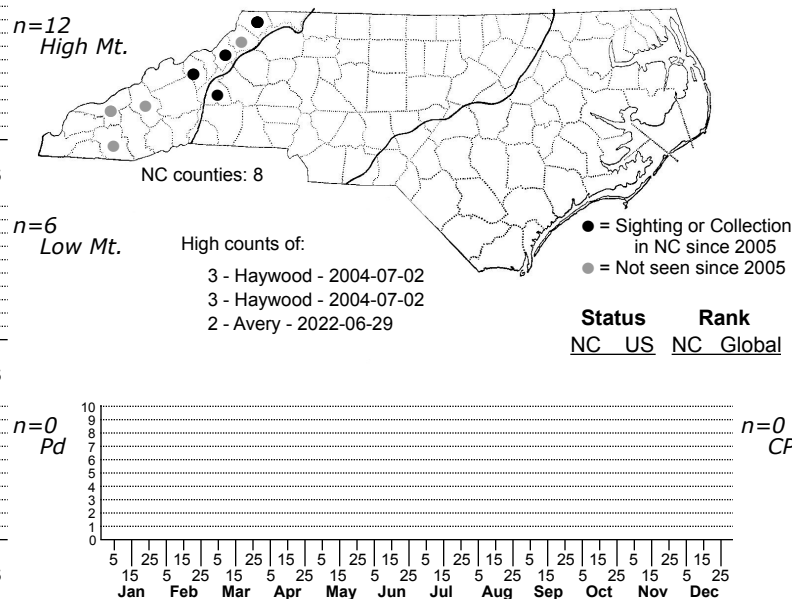 n=12
High Mt.
NC counties: 8
n=6
Low Mt.
High counts of:
3 - Haywood - 2004-07-02
3 - Haywood - 2004-07-02
2 - Avery - 2022-06-29
= Sighting or Collection
in NC since 2005
= Not seen since 2005
Status Rank
NC US NC Global
n=0
Pd
10
9
8
7
6
5
4
3
2
1
0
n=0
CP
5 25 15 5 25 15 5 25 15 5 25 15 5 25 15 5 25 15
15 5 25 15 5 25 15 5 25 15 5 25 15 5 25 15 5 25
Jan Feb Mar Apr May Jun Jul Aug Sep Oct Nov Dec